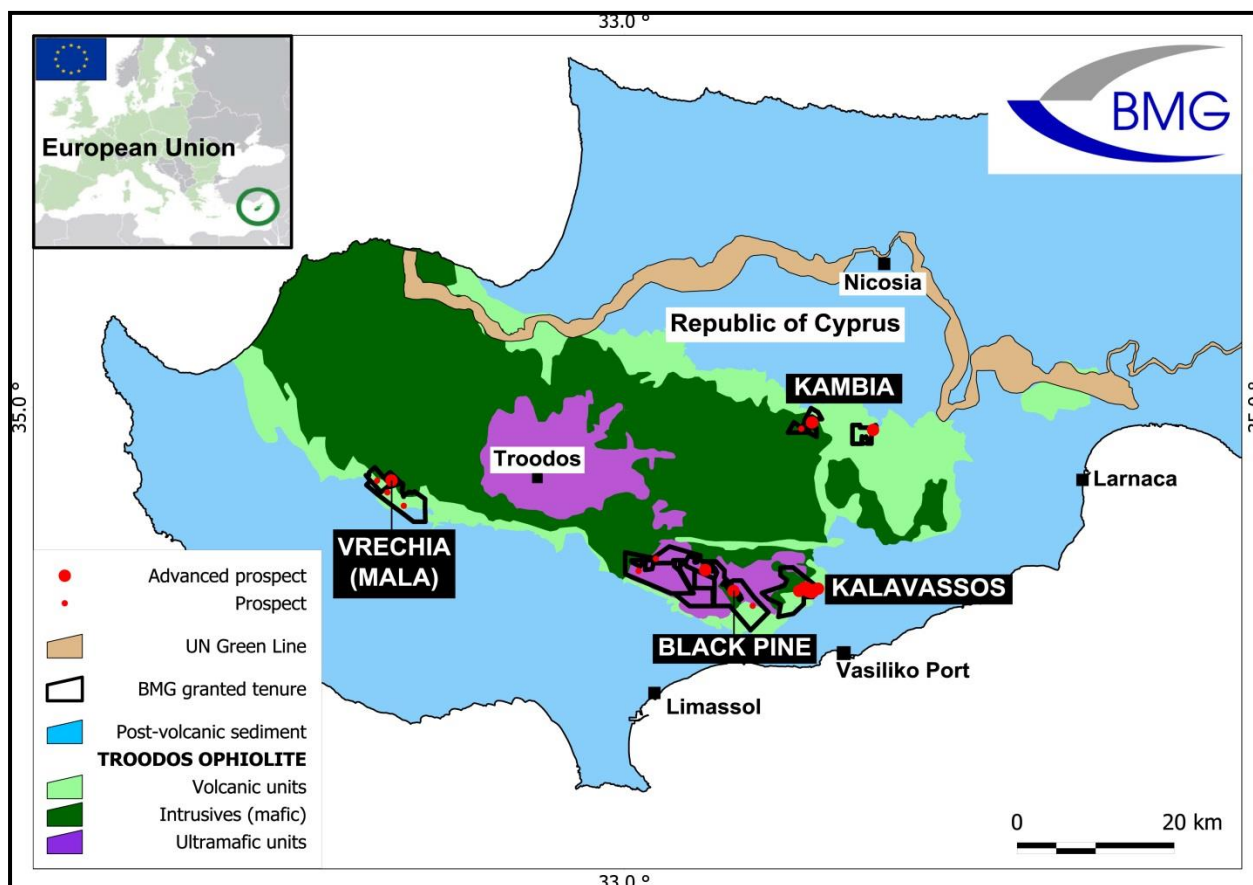 33.0 °
European Union
BMG
Nicosia
Republic of Cyprus
KAMBIA
35.0 °
35.0 °
Troodos
Larnaca
VRECHIA
(MALA)
KALAVASSOS
BLACK PINE
Vasiliko Port
Limassol
Advanced prospect
Prospect
UN Green Line
BMG granted tenure
Post-volcanic sediment
TROODOS OPHIOLITE
Volcanic units
Intrusives (mafic)
Ultramafic units
0 20 km
33.0 °